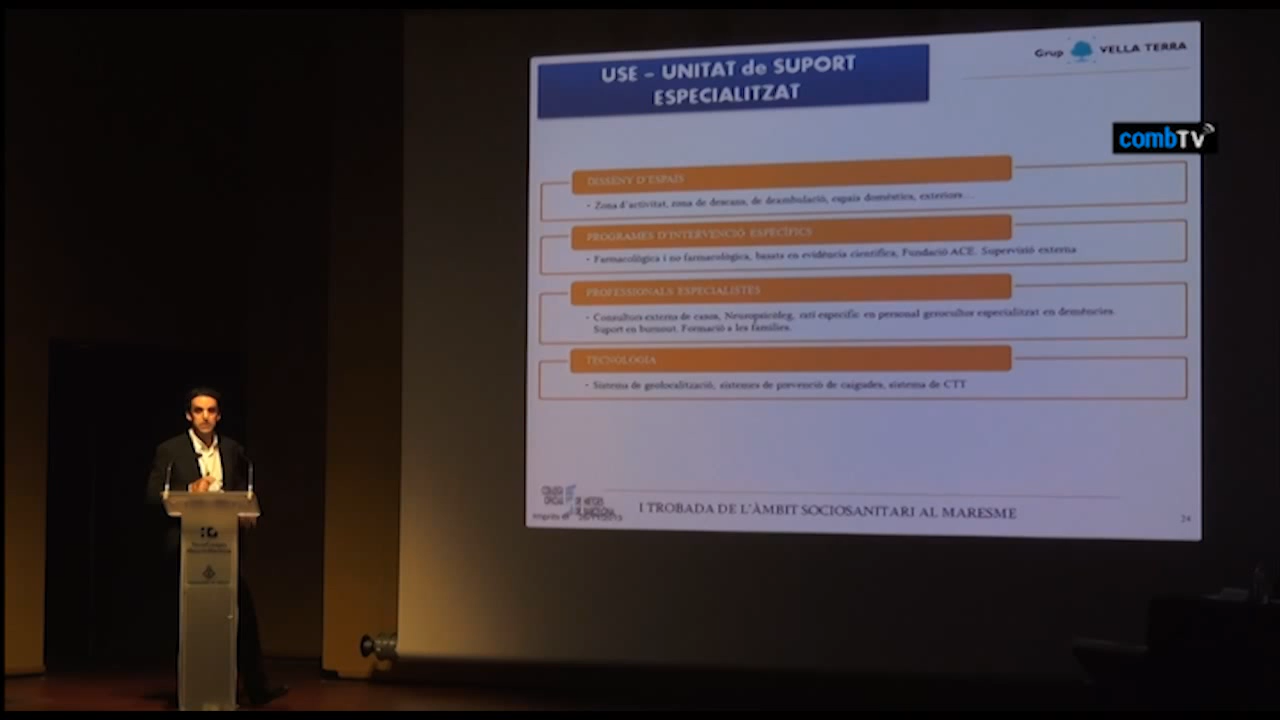 USE – UNITAT de SUPORT
ESPECIALITZAT
Grup VELLA TERRA
combTV
DISSENY D'ESPAIS
• Zona d'activitat, zona de descans, de deambulació, espais domèstics, exteriors…
PROGRAMES D'INTERVENCIÓ ESPECÍFICS
• Farmacològica i no farmacològica, basats en evidència científica, Fundació ACE. Supervisió externa
PROFESSIONALS ESPECIALISTES
• Consultors externs de casos, Neuropsicòleg, rati específic en personal gerocultor especialitzat en demències.
Suport en burnout. Formació a les famílies.
TECNOLOGIA
• Sistema de geolocalització, sistemes de prevenció de caigudes, sistema de CTT
I TROBADA DE L'ÀMBIT SOCIOSANITARI AL MARESME
24